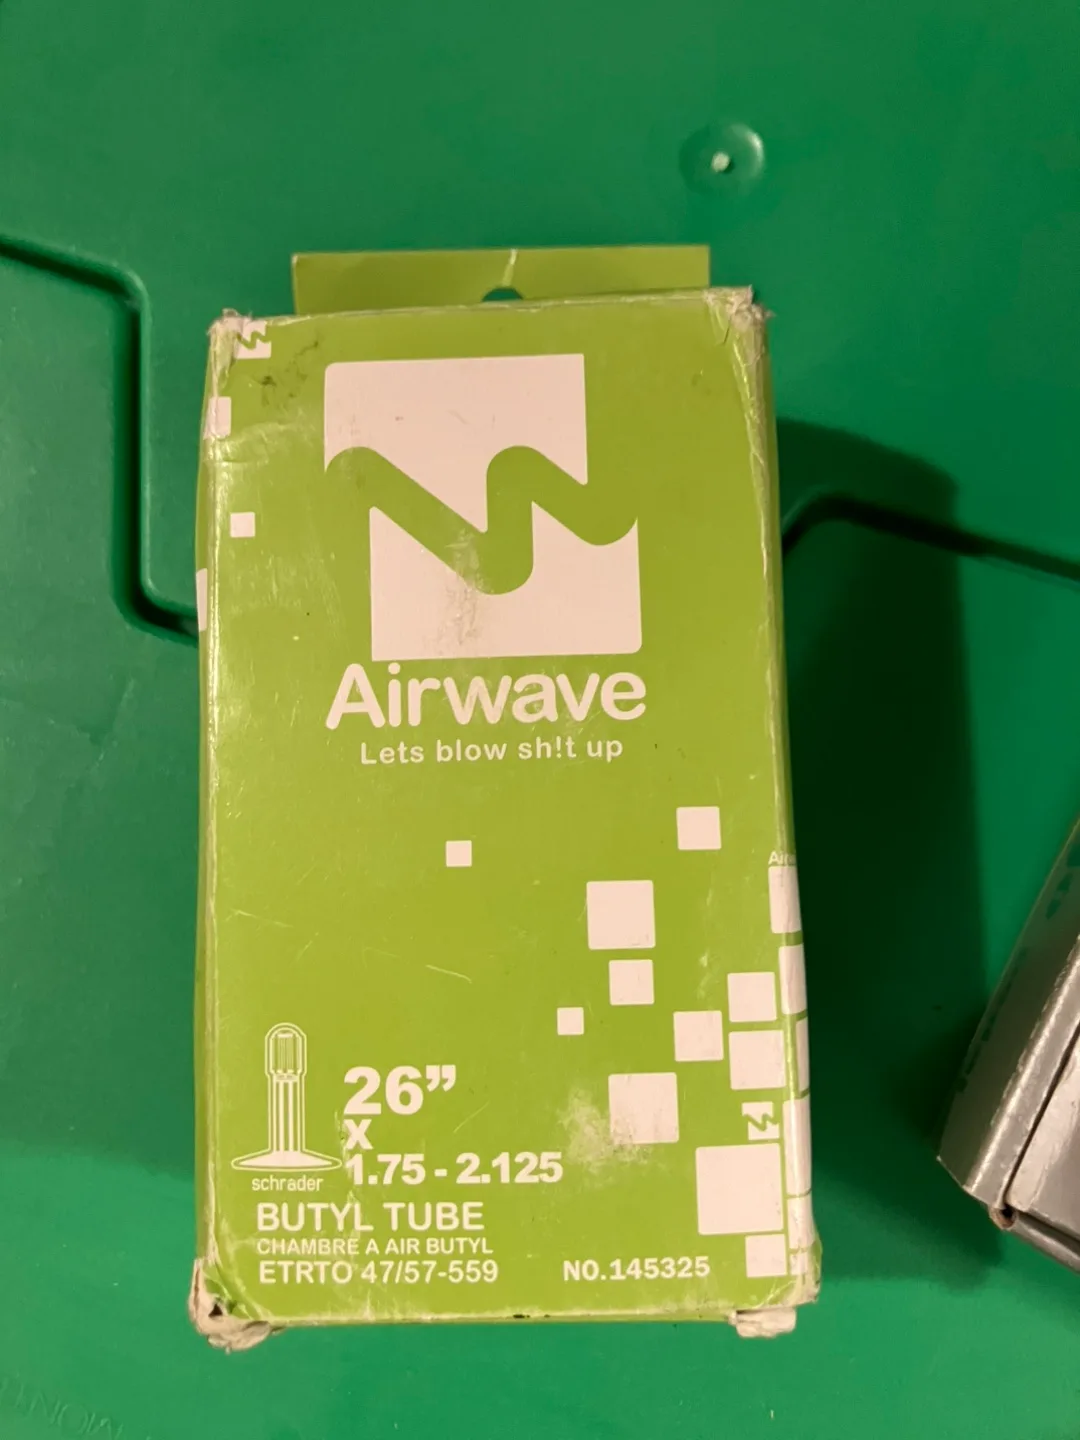 Airwave
Lets blow sh!t up
26”
x
1.75 - 2.125
schrader
BUTYL TUBE
CHAMBRE A AIR BUTYL
ETRTO 47/57-559
NO.145325